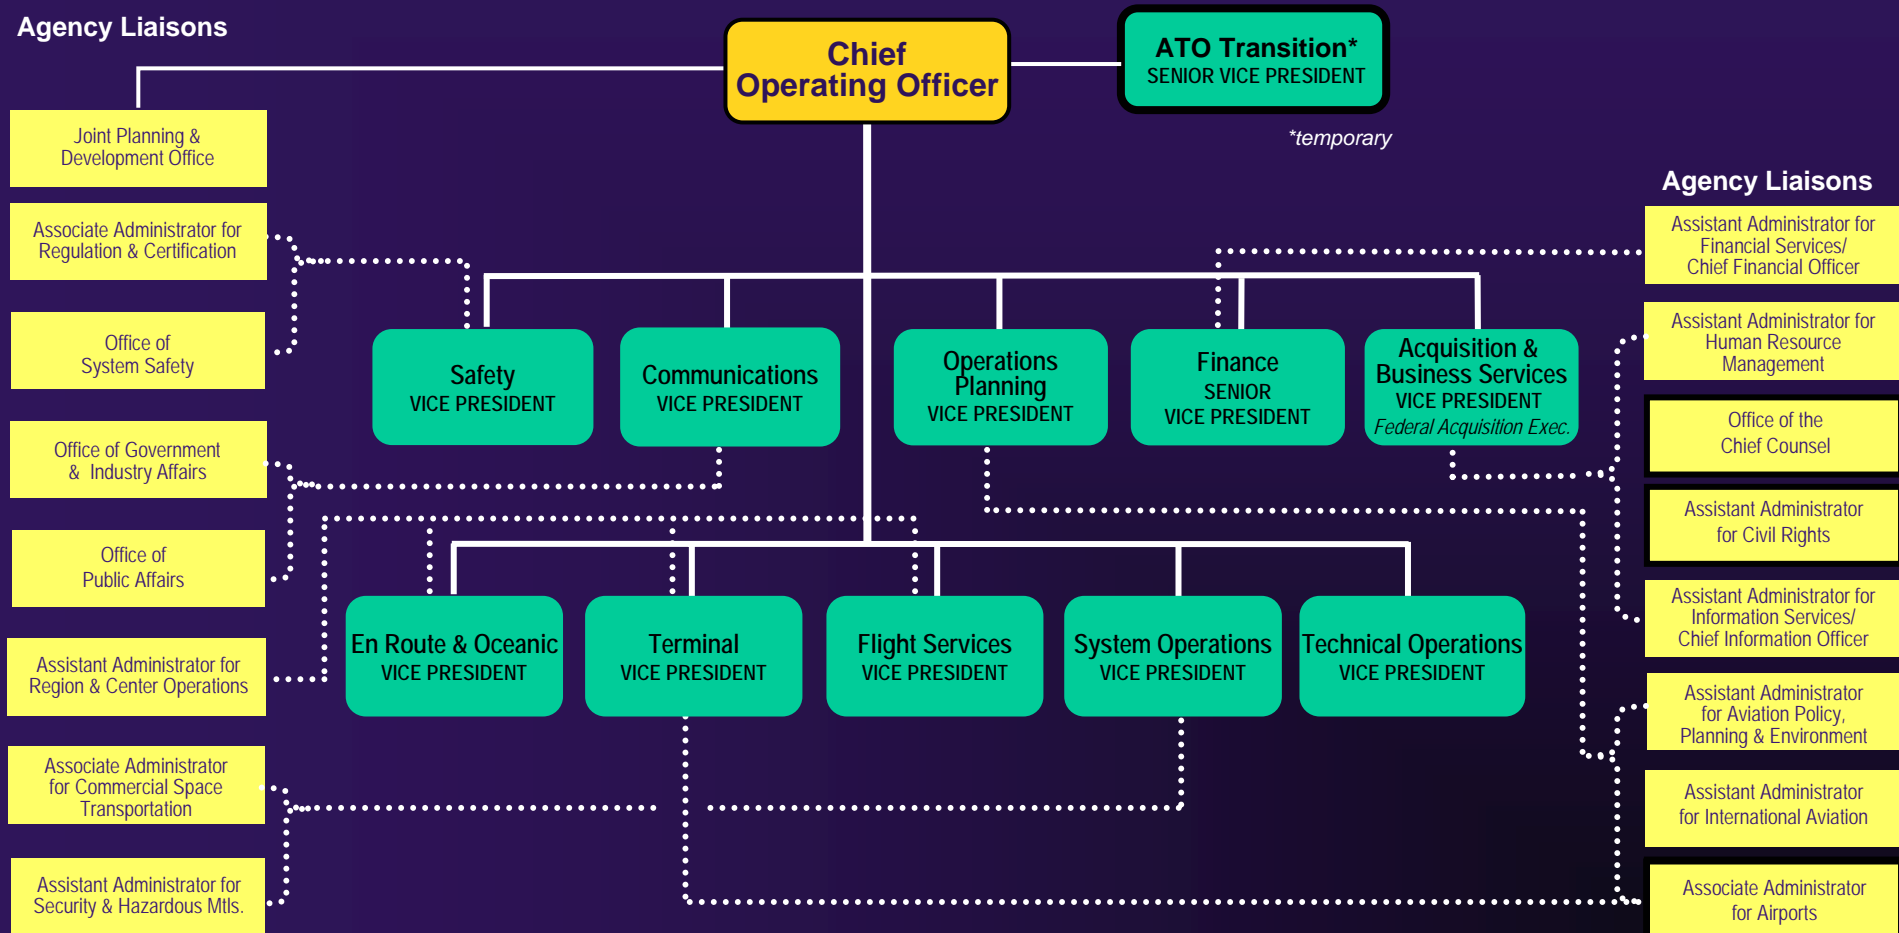 Agency Liaisons
Chief
Operating Officer
ATO Transition*
SENIOR VICE PRESIDENT
*temporary
Joint Planning &
Development Office
Associate Administrator for
Regulation & Certification
Office of
System Safety
Office of Government
& Industry Affairs
Office of
Public Affairs
Assistant Administrator for
Region & Center Operations
Associate Administrator
for Commercial Space
Transportation
Assistant Administrator for
Security & Hazardous Mtls.
Safety
VICE PRESIDENT
Communications
VICE PRESIDENT
Operations
Planning
VICE PRESIDENT
Finance
SENIOR
VICE PRESIDENT
Acquisition &
Business Services
VICE PRESIDENT
Federal Acquisition Exec.
En Route & Oceanic
VICE PRESIDENT
Terminal
VICE PRESIDENT
Flight Services
VICE PRESIDENT
System Operations
VICE PRESIDENT
Technical Operations
VICE PRESIDENT
Agency Liaisons
Assistant Administrator for
Financial Services/
Chief Financial Officer
Assistant Administrator for
Human Resource
Management
Office of the
Chief Counsel
Assistant Administrator
for Civil Rights
Assistant Administrator for
Information Services/
Chief Information Officer
Assistant Administrator
for Aviation Policy,
Planning & Environment
Assistant Administrator
for International Aviation
Associate Administrator
for Airports